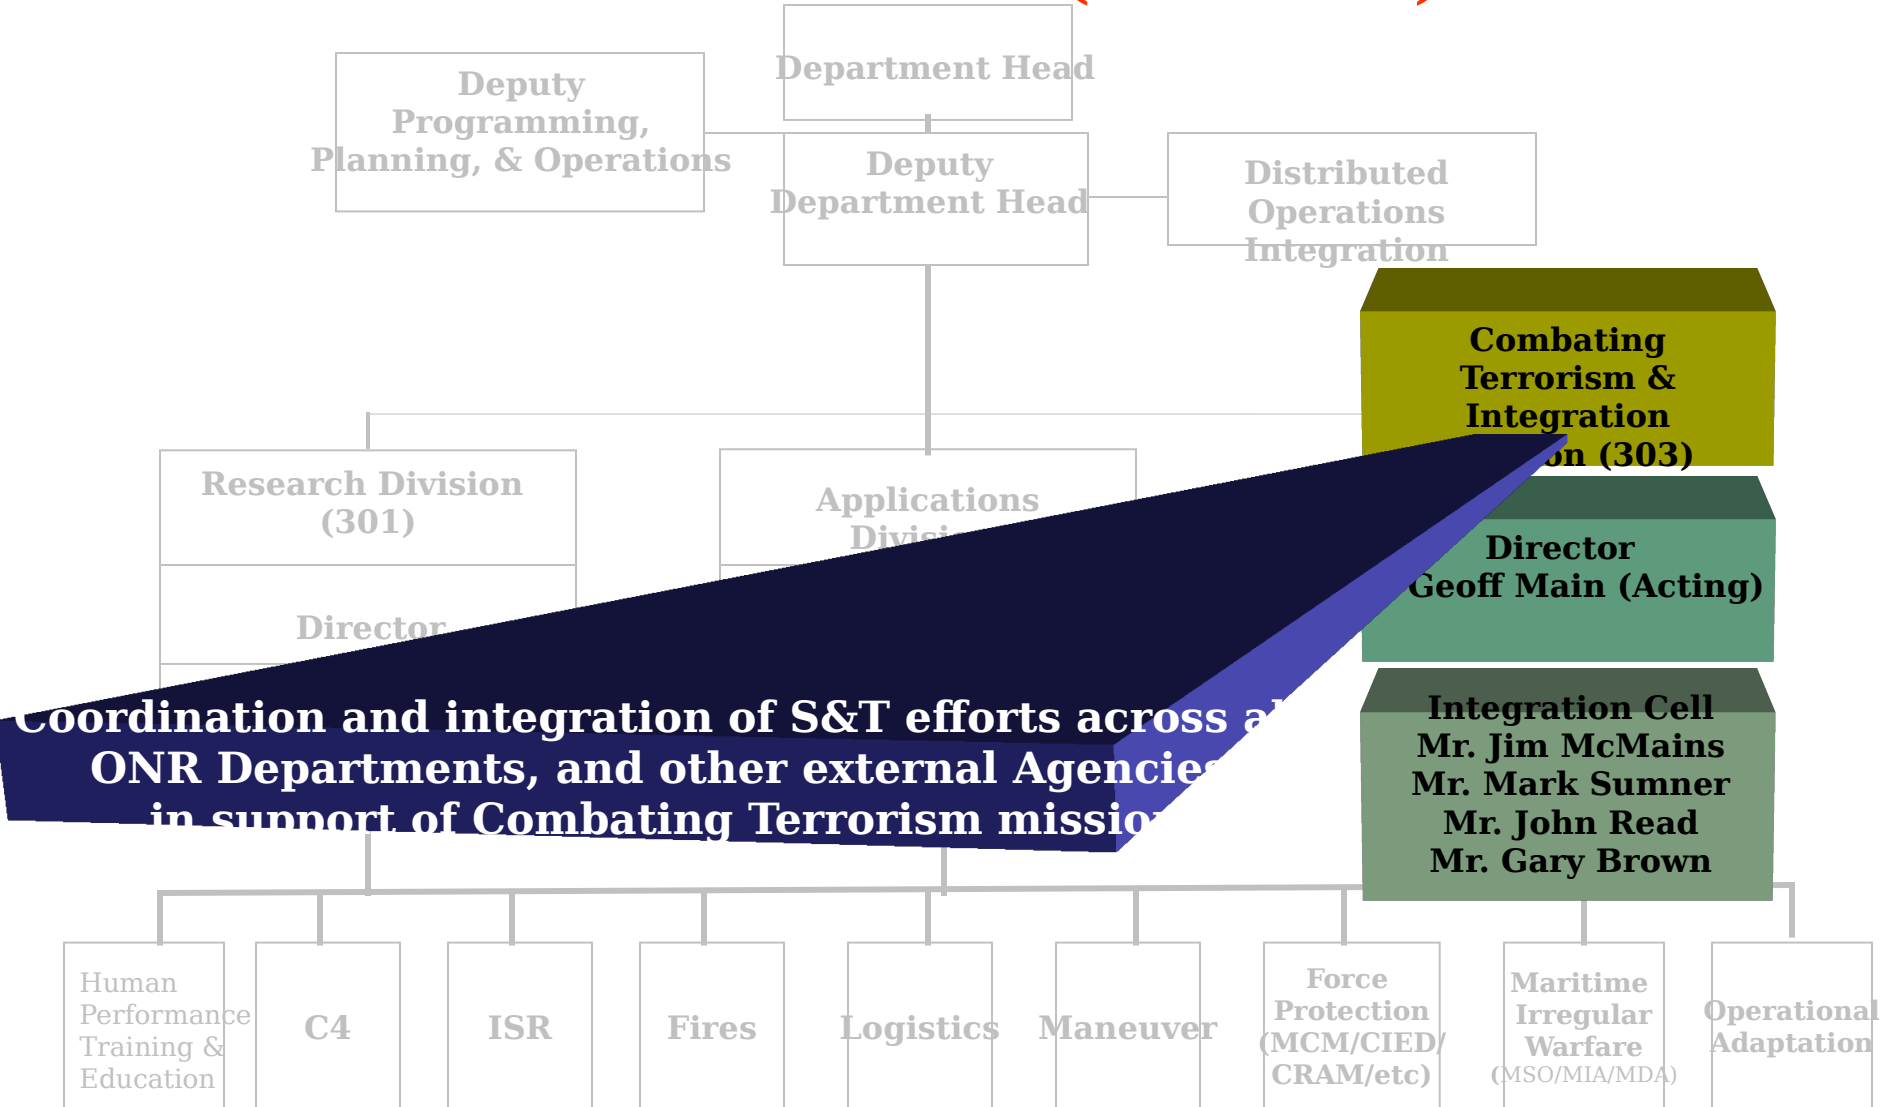 Department Head
Deputy
Programming,
Planning, & Operations
Deputy
Department Head
Distributed
Operations
Integration
Combating
Terrorism &
Integration
(303)
Research Division
(301)
Applications
Director
Director
Geoff Main (Acting)
Coordination and integration of S&T efforts across
ONR Departments, and other external Agencies
in support of Combating Terrorism
Integration Cell
Mr. Jim McMains
Mr. Mark Sumner
Mr. John Read
Mr. Gary Brown
Human
Performance
Training &
Education
C4
ISR
Fires
Logistics
Maneuver
Force
Protection
(MCM/CIED/
CRAM/etc)
Maritime
Irregular
Warfare
(MSO/MIA/MDA)
Operational
Adaptation